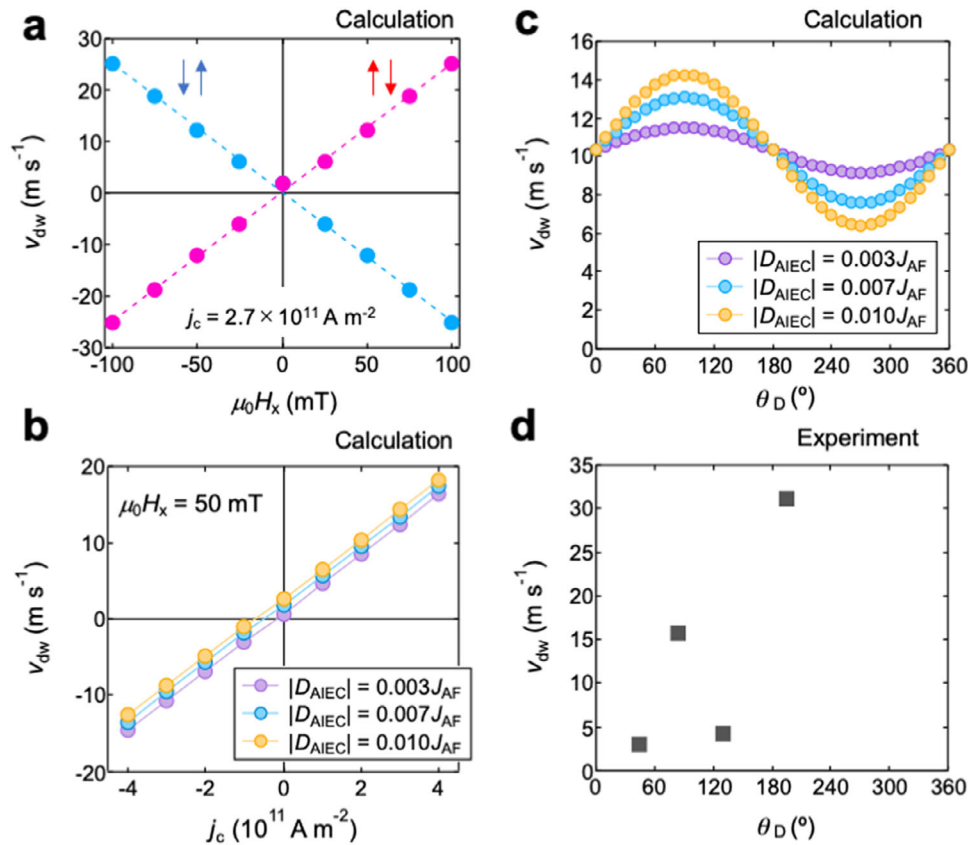 a
Calculation
30
20
10
0
-10
-20
-30
v_dw (m s⁻¹)
j_c = 2.7 × 10¹¹ A m⁻²
-100 -50 0 50 100
μ₀H_x (mT)
b
Calculation
20
10
0
-10
-20
v_dw (m s⁻¹)
μ₀H_x = 50 mT
|D_AIEC| = 0.003J_AF
|D_AIEC| = 0.007J_AF
|D_AIEC| = 0.010J_AF
-4 -2 0 2 4
j_c (10¹¹ A m⁻²)
c
Calculation
16
14
12
10
8
6
4
2
0
v_dw (m s⁻¹)
|D_AIEC| = 0.003J_AF
|D_AIEC| = 0.007J_AF
|D_AIEC| = 0.010J_AF
0 60 120 180 240 300 360
θ_D (º)
d
Experiment
35
30
25
20
15
10
5
0
v_dw (m s⁻¹)
0 60 120 180 240 300 360
θ_D (º)